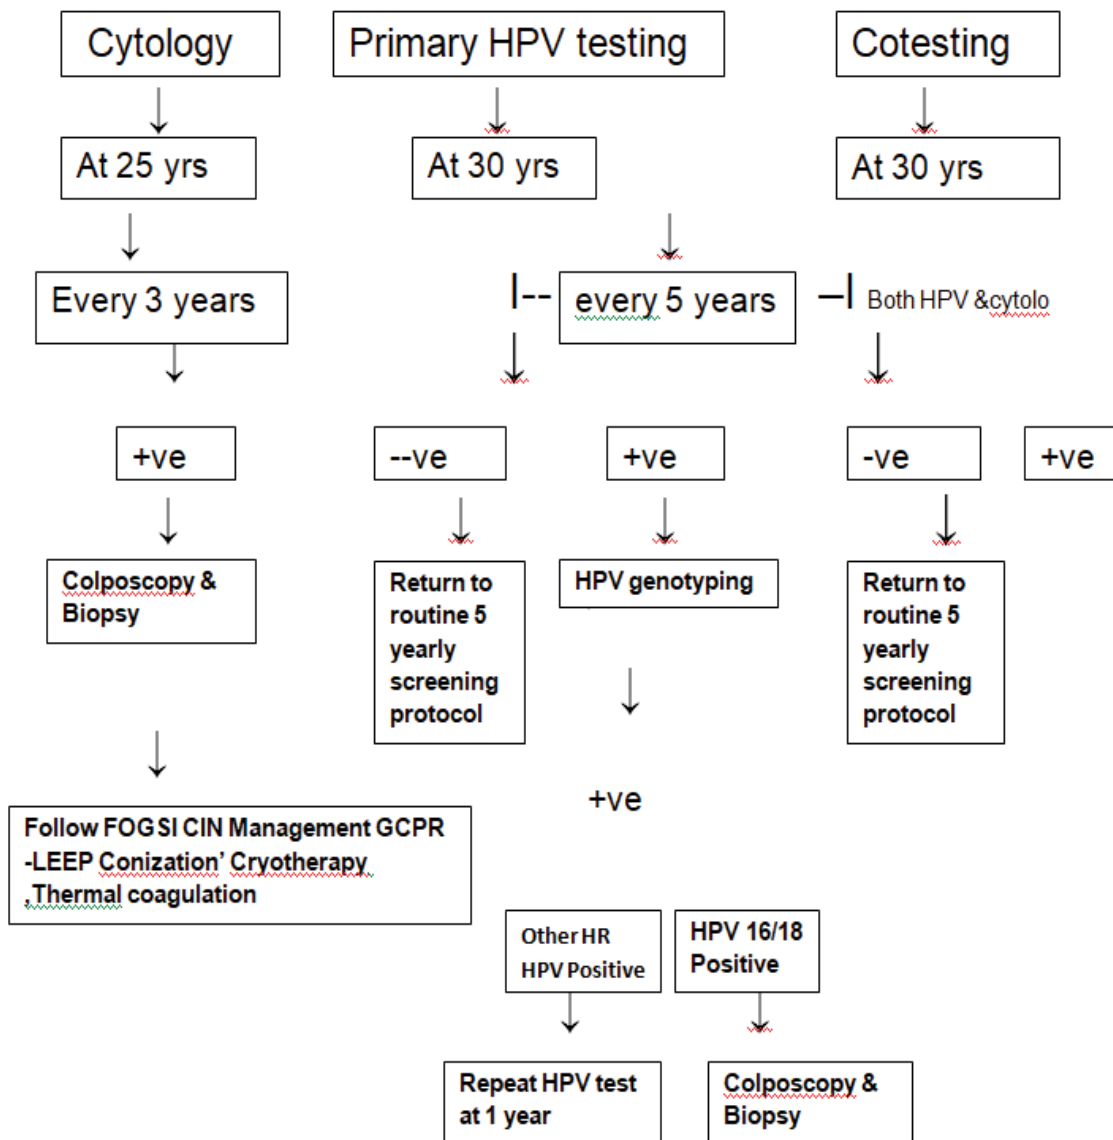 Cytology
Primary HPV testing
Cotesting
At 25 yrs
At 30 yrs
At 30 yrs
Every 3 years
|--
every 5 years
–| Both HPV &cytolo
+ve
--ve
+ve
-ve
+ve
Colposcopy &
Biopsy
Return to
routine 5
yearly
screening
protocol
HPV genotyping
Return to
routine 5
yearly
screening
protocol
+ve
Follow FOGSI CIN Management GCPR
-LEEP Conization’ Cryotherapy,
,Thermal coagulation
Other HR
HPV Positive
HPV 16/18
Positive
Repeat HPV test
at 1 year
Colposcopy &
Biopsy